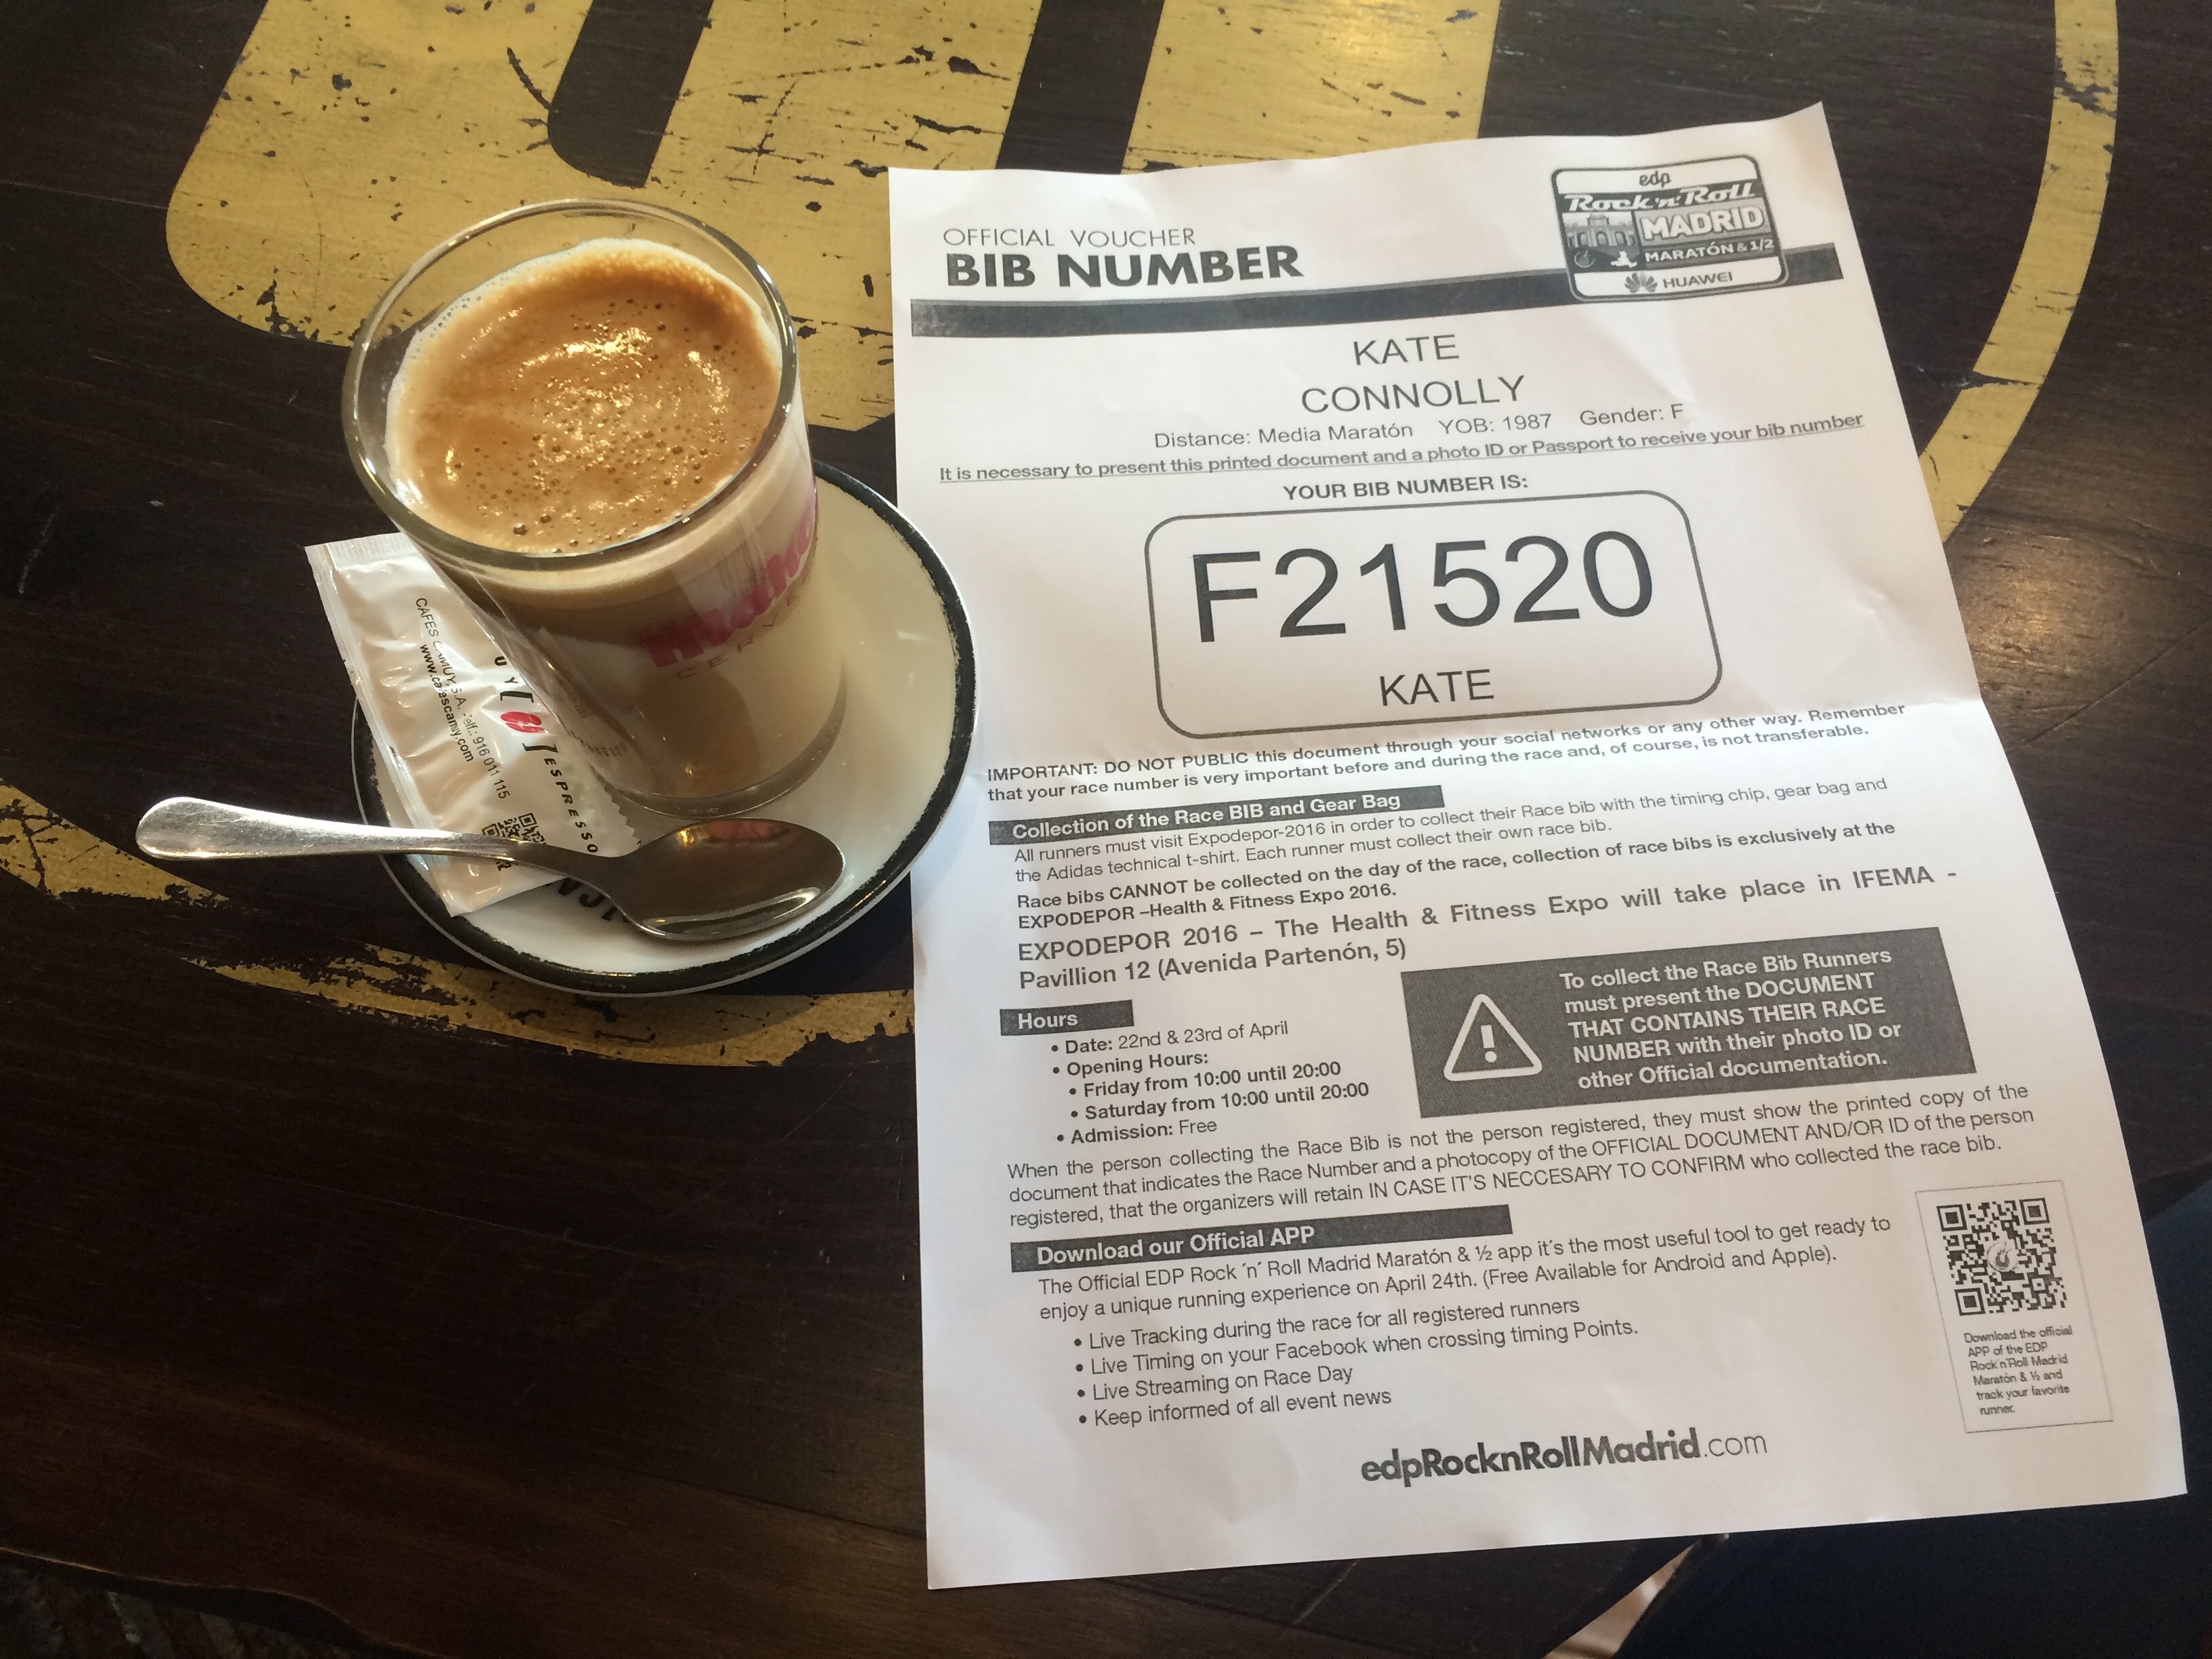 OFFICIAL VOUCHER
BIB NUMBER
edp
Rock 'n' Roll
MADRID
MARATÓN & 1/2
HUAWEI
KATE
CONNOLLY
Distance: Media Maratón YOB: 1987 Gender: F
It is necessary to present this printed document and a photo ID or Passport to receive your bib number
YOUR BIB NUMBER IS:
F21520
KATE
IMPORTANT: DO NOT PUBLIC this document through your social networks or any other way. Remember
that your race number is very important before and during the race and, of course, is not transferable.
Collection of the Race BIB and Gear Bag
All runners must visit Expodepor-2016 in order to collect their Race bib with the timing chip, gear bag and
the Adidas technical t-shirt. Each runner must collect their own race bib.
Race bibs CANNOT be collected on the day of the race, collection of race bibs is exclusively at the
EXPODEPOR –Health & Fitness Expo 2016.
EXPODEPOR 2016 – The Health & Fitness Expo will take place in IFEMA -
Pavillion 12 (Avenida Partenón, 5)
Hours
• Date: 22nd & 23rd of April
• Opening Hours:
• Friday from 10:00 until 20:00
• Saturday from 10:00 until 20:00
• Admission: Free
To collect the Race Bib Runners
must present the DOCUMENT
THAT CONTAINS THEIR RACE
NUMBER with their photo ID or
other Official documentation.
When the person collecting the Race Bib is not the person registered, they must show the printed copy of the
document that indicates the Race Number and a photocopy of the OFFICIAL DOCUMENT AND/OR ID of the person
registered, that the organizers will retain IN CASE IT'S NECCESARY TO CONFIRM who collected the race bib.
Download our Official APP
The Official EDP Rock ´n´ Roll Madrid Maratón & ½ app it´s the most useful tool to get ready to
enjoy a unique running experience on April 24th. (Free Available for Android and Apple).
• Live Tracking during the race for all registered runners
• Live Timing on your Facebook when crossing timing Points.
• Live Streaming on Race Day
• Keep informed of all event news
Download the official
APP of the EDP
Rock´n´Roll Madrid
Maratón & ½ and
track your favorite
runner.
edpRocknRollMadrid.com
CAFES CAMUY, S.A. Telf.: 916 011 115
www.cafescamuy.com
ESPRESSO